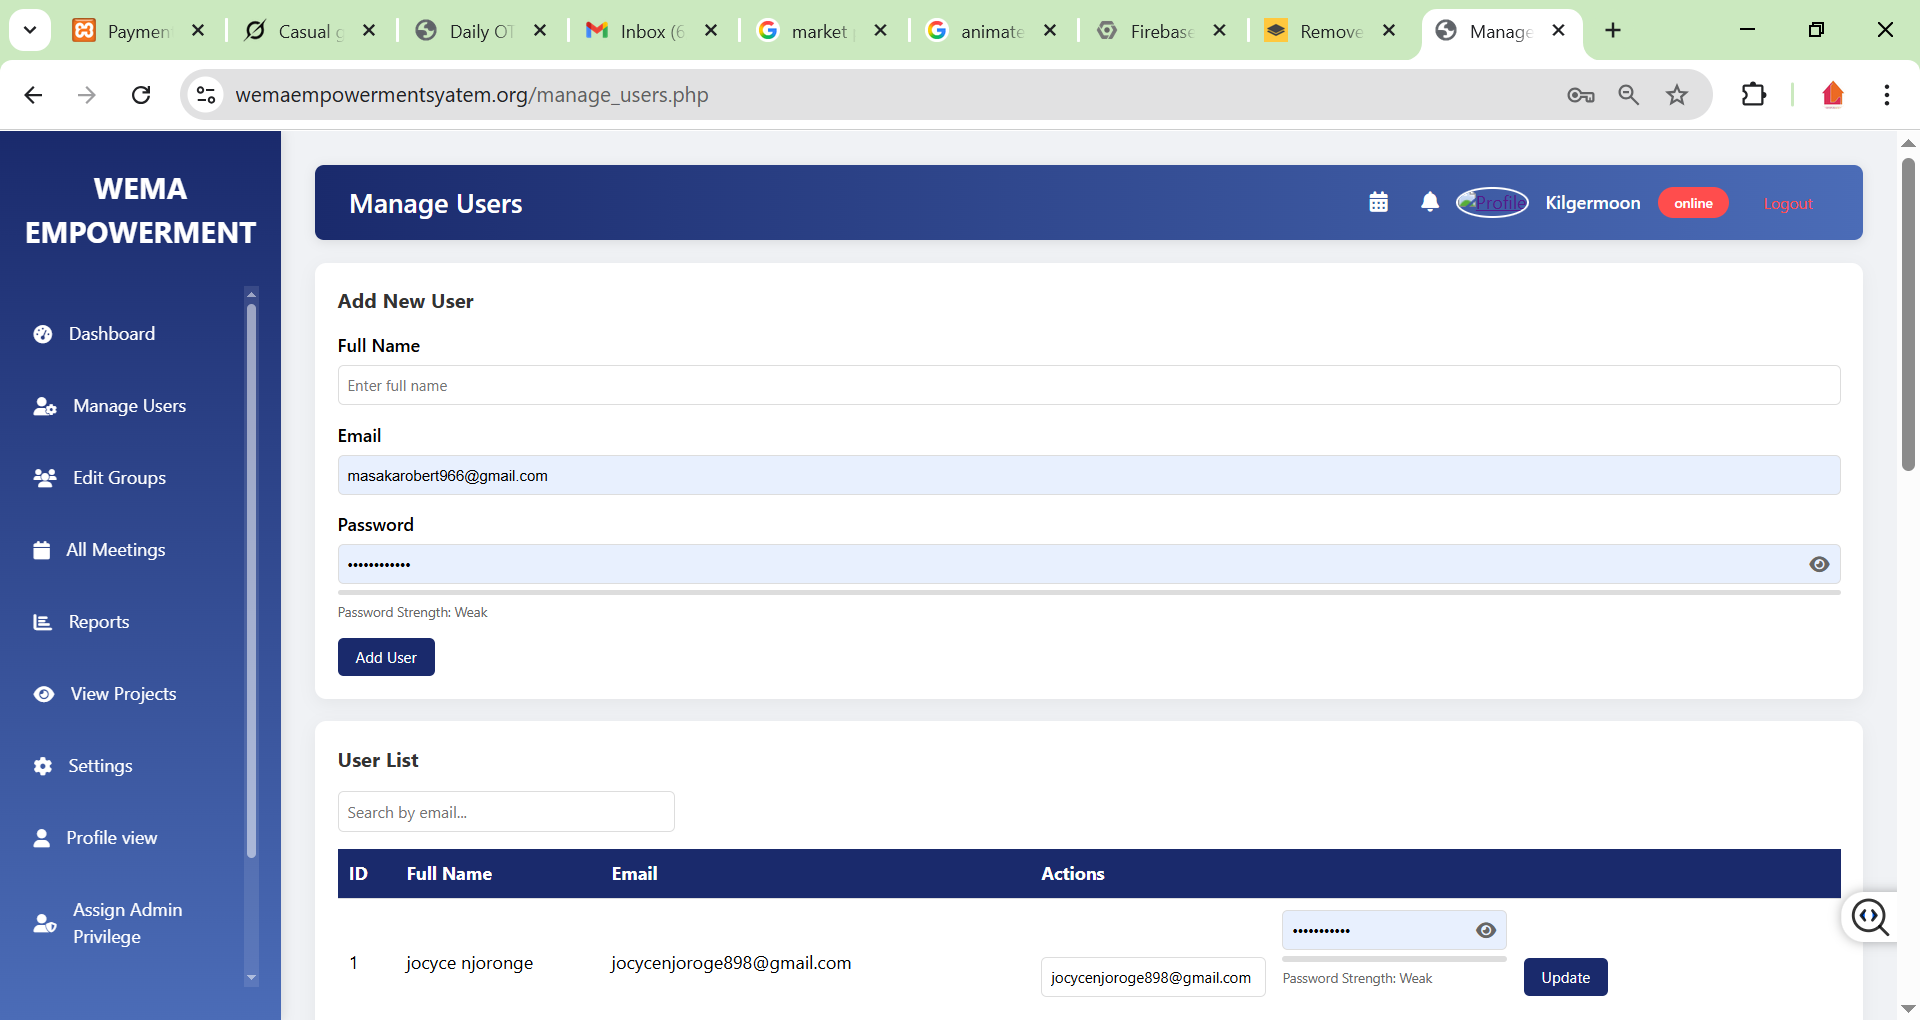 Paymen
Casual g
Daily OT
Inbox (6
market
animate
Firebase
Remove
Manage
wemaempowermentsyatem.org/manage_users.php
WEMA
EMPOWERMENT
Dashboard
Manage Users
Edit Groups
All Meetings
Reports
View Projects
Settings
Profile view
Assign Admin
Privilege
Manage Users
Profile
Kilgermoon
online
Logout
Add New User
Full Name
Enter full name
Email
masakarobert966@gmail.com
Password
••••••••••••
Password Strength: Weak
Add User
User List
Search by email...
ID Full Name Email Actions
1 jocyce njoronge jocycenjoroge898@gmail.com jocycenjoroge898@gmail.com
•••••••••••
Password Strength: Weak
Update